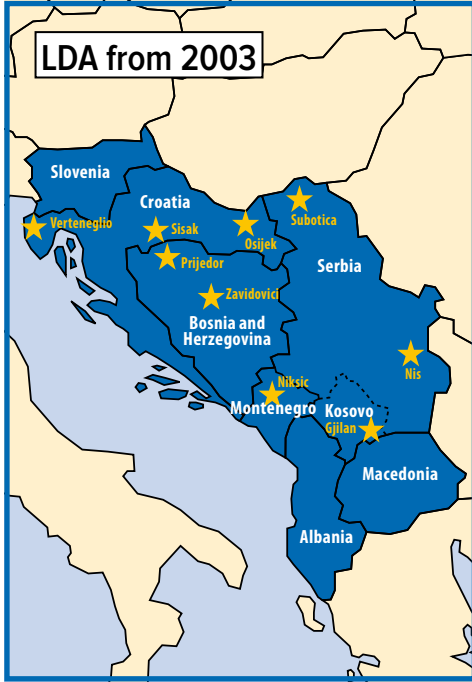 LDA from 2003
Slovenia
Croatia
Verteneglio
Sisak
Osijek
Subotica
Prijedor
Serbia
Zavidovici
Bosnia and
Herzegovina
Nis
Niksic
Montenegro
Kosovo
Gjilan
Macedonia
Albania